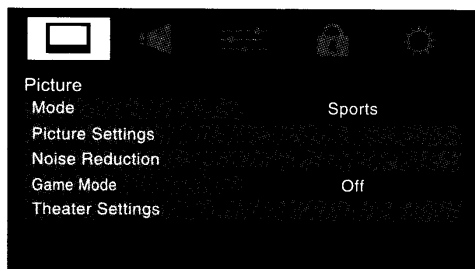 Picture
Mode Sports
Picture Settings
Noise Reduction
Game Mode Off
Theater Settings